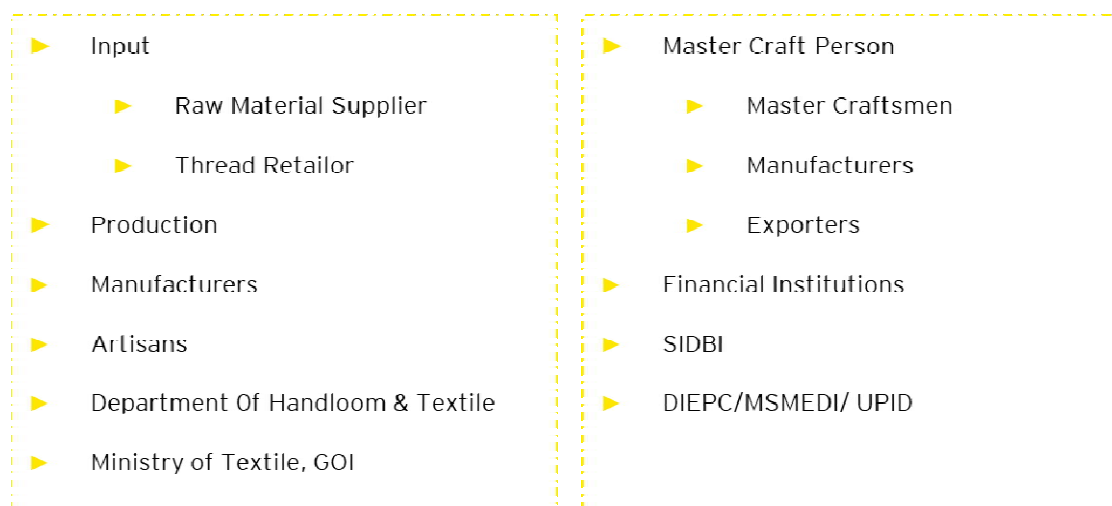 Input
Raw Material Supplier
Thread Retailor
Production
Manufacturers
Artisans
Department Of Handloom & Textile
Ministry of Textile, GOI
Master Craft Person
Master Craftsmen
Manufacturers
Exporters
Financial Institutions
SIDBI
DIEPC/MSMEDI/ UPID